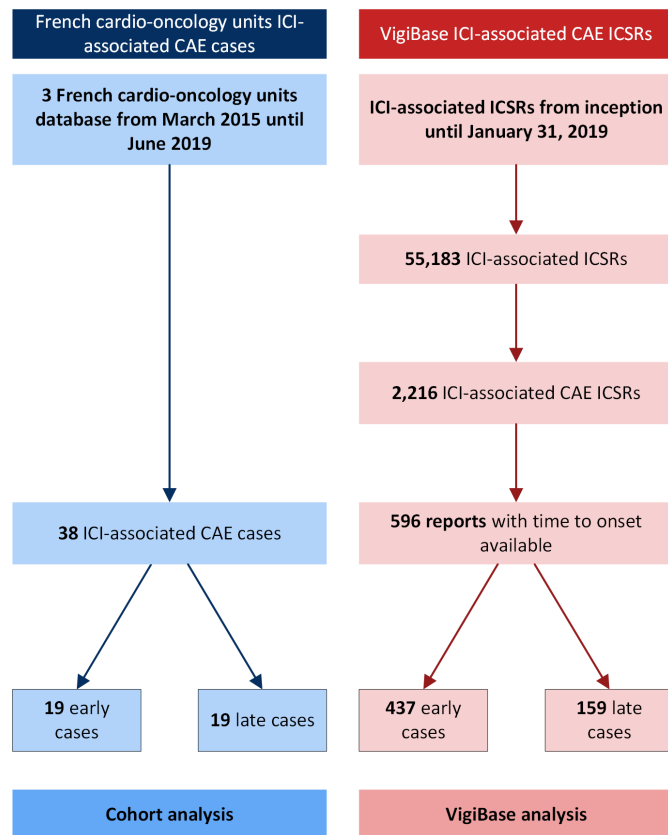 French cardio-oncology units ICI-
associated CAE cases
3 French cardio-oncology units
database from March 2015 until
June 2019
38 ICI-associated CAE cases
19 early
cases
19 late cases
Cohort analysis
VigiBase ICI-associated CAE ICSRs
ICI-associated ICSRs from inception
until January 31, 2019
55,183 ICI-associated ICSRs
2,216 ICI-associated CAE ICSRs
596 reports with time to onset
available
437 early
cases
159 late
cases
VigiBase analysis